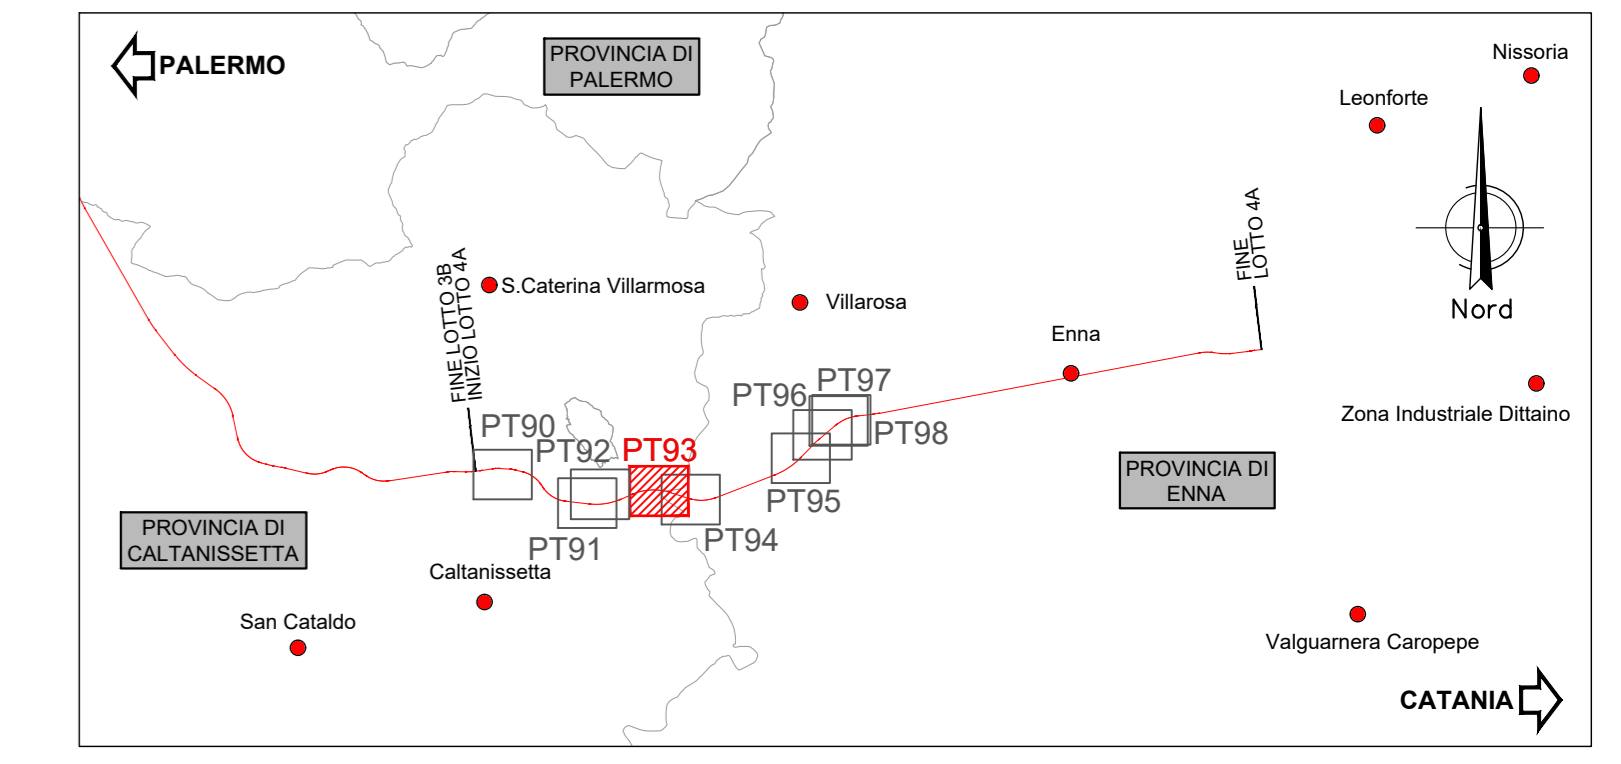 PALERMO
PROVINCIA DI
PALERMO
Nissoria
Leonforte
Nord
FINE
LOTTO 4A
FINE LOTTO 3B
INIZIO LOTTO 4A
S.Caterina Villarmosa
Villarosa
Enna
Zona Industriale Dittaino
PT90
PT92
PT93
PT96
PT97
PT98
PT95
PT91
PT94
PROVINCIA DI
ENNA
PROVINCIA DI
CALTANISSETTA
Caltanissetta
San Cataldo
Valguarnera Caropepe
CATANIA